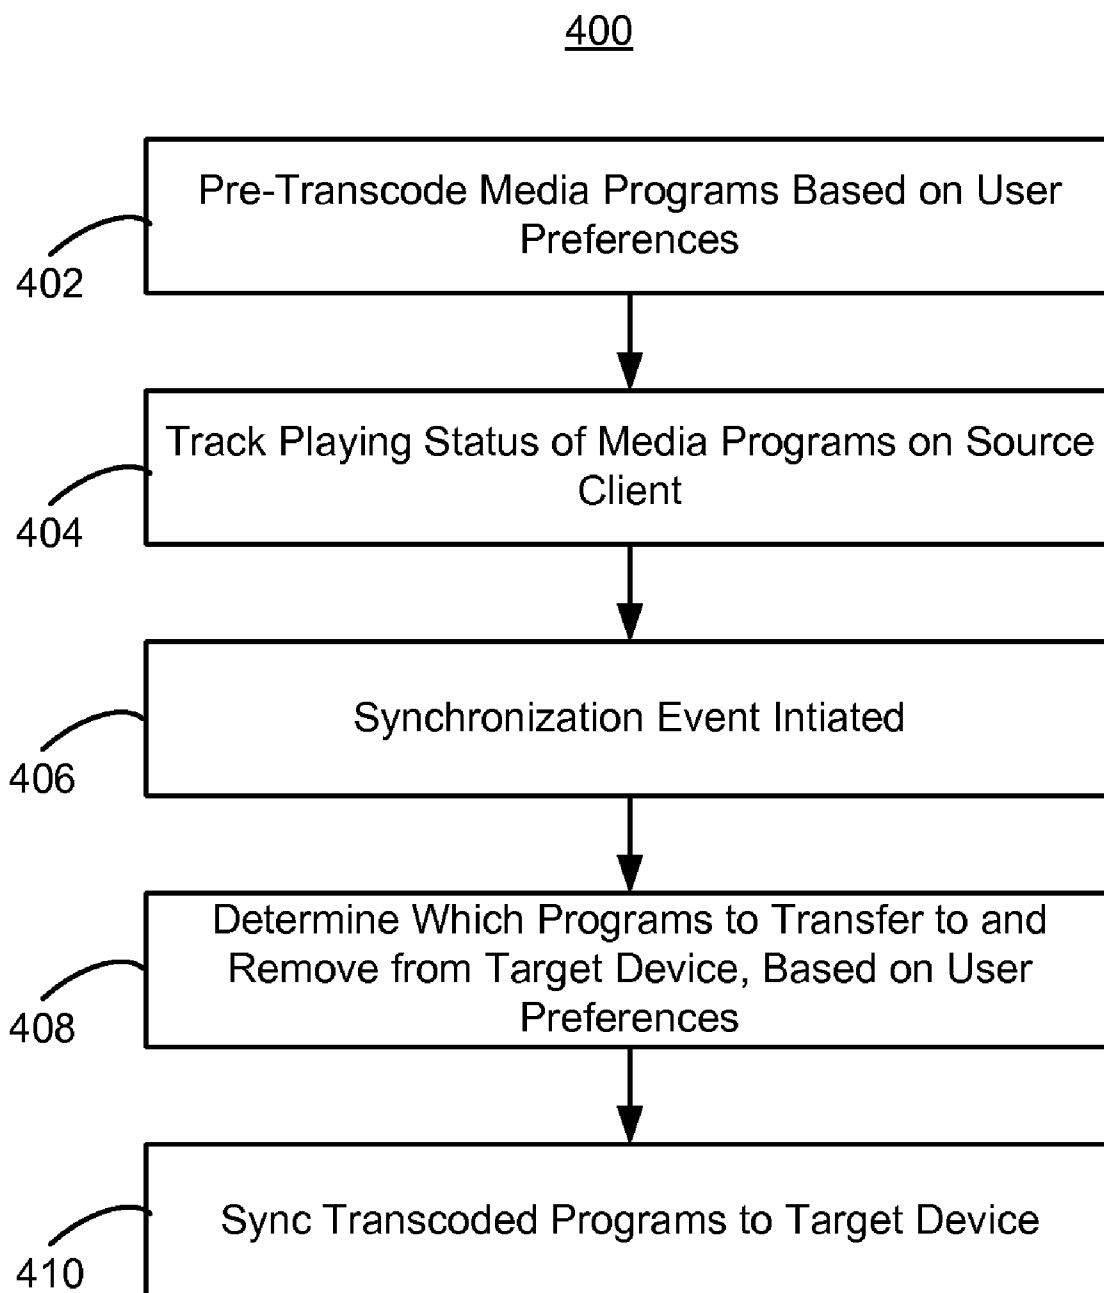 400
Pre-Transcode Media Programs Based on User
Preferences
402
Track Playing Status of Media Programs on Source
Client
404
Synchronization Event Intiated
406
Determine Which Programs to Transfer to and
Remove from Target Device, Based on User
Preferences
408
Sync Transcoded Programs to Target Device
410